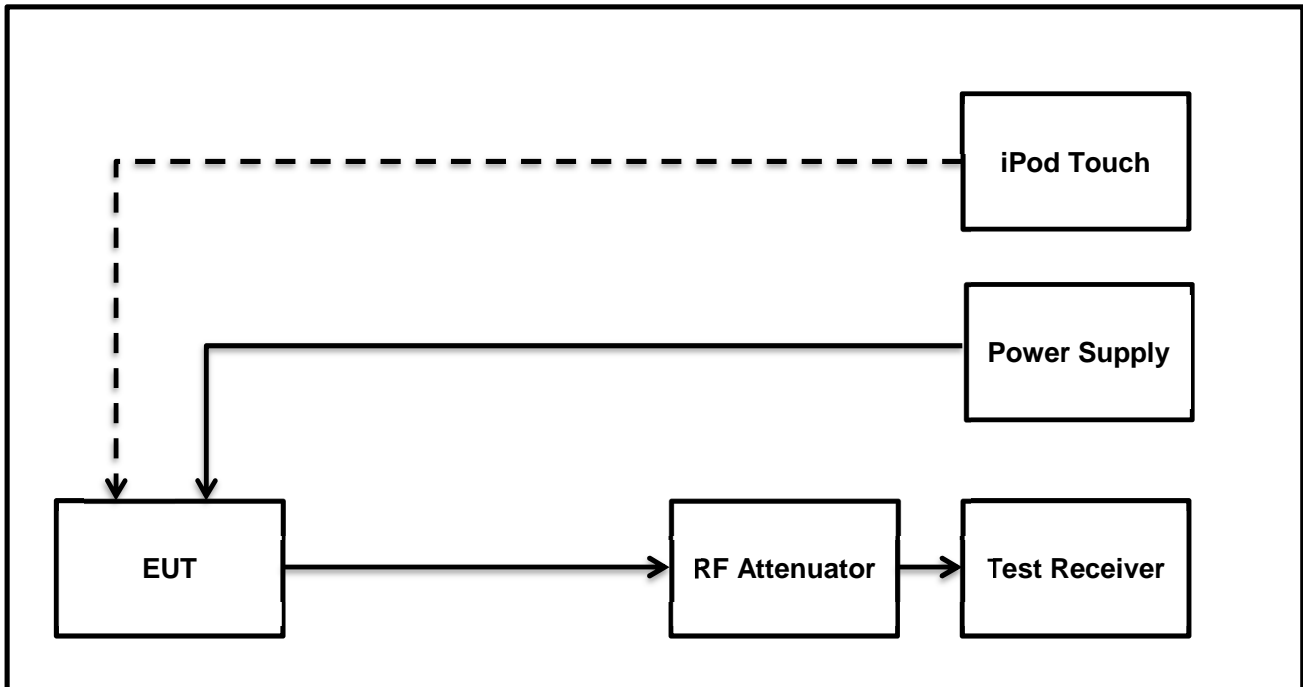 iPod Touch
Power Supply
EUT
RF Attenuator
Test Receiver